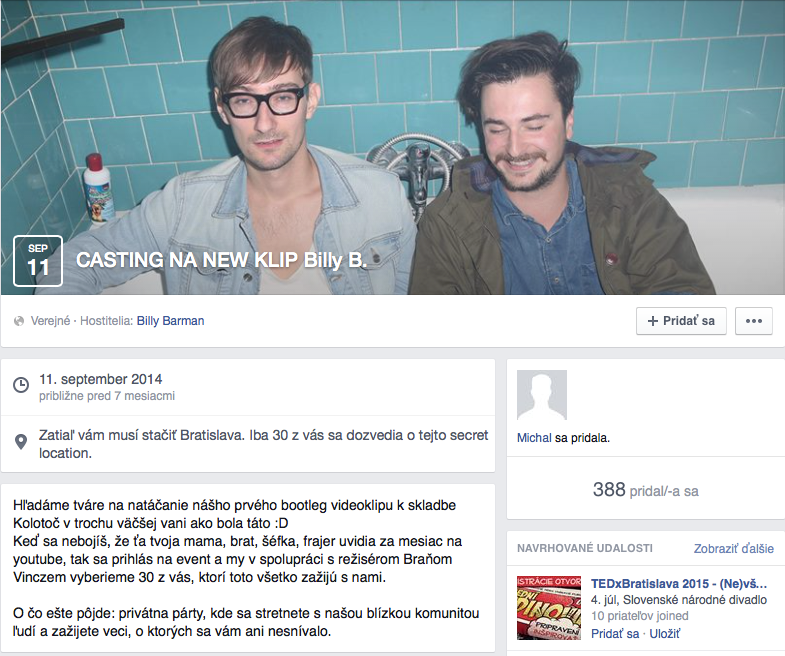 SEP
11
CASTING NA NEW KLIP Billy B.
Verejné · Hostitelia: Billy Barman
+ Pridať sa
11. september 2014
približne pred 7 mesiacmi
Zatiaľ vám musí stačiť Bratislava. Iba 30 z vás sa dozvedia o tejto secret
location.
Hľadáme tváre na natáčanie nášho prvého bootleg videoklipu k skladbe
Kolotoč v trochu väčšej vani ako bola táto :D
Keď sa nebojíš, že ťa tvoja mama, brat, šéfka, frajer uvidia za mesiac na
youtube, tak sa prihlás na event a my v spolupráci s režisérom Braňom
Vinczem vyberieme 30 z vás, ktorí toto všetko zažijú s nami.
O čo ešte pôjde: privátna párty, kde sa stretnete s našou blízkou komunitou
ľudí a zažijete veci, o ktorých sa vám ani nesnívalo.
Michal sa pridala.
388 pridal/-a sa
NAVRHOVANÉ UDALOSTI
Zobraziť ďalšie
TEDxBratislava 2015 - (Ne)vš...
4. júl, Slovenské národné divadlo
10 priateľov joined
Pridať sa · Uložiť
PRIPRAVENÍ
INŠPIROVAŤ